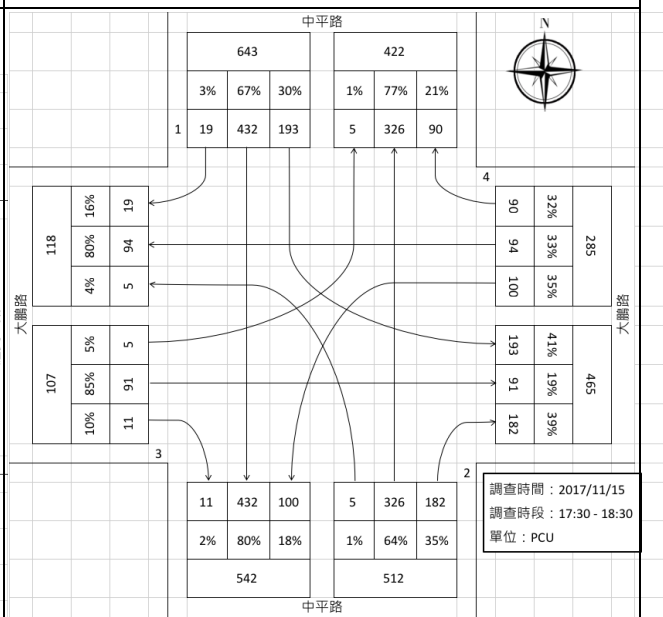 中平路
N
643
422
3% 67% 30%
1% 77% 21%
1
19 432 193
5 326 90
4
118
16% 19
80% 94
4% 5
90 32%
94 33%
100 35%
285
大鵬路
大鵬路
107
5% 5
85% 91
10% 11
193 41%
91 19%
182 39%
465
3
2
11 432 100
5 326 182
2% 80% 18%
1% 64% 35%
542
512
中平路
調查時間：2017/11/15
調查時段：17:30 - 18:30
單位：PCU